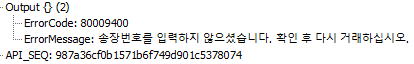 Output {} (2)
ErrorCode: 80009400
ErrorMessage: 송장번호를 입력하지 않으셨습니다. 확인 후 다시 거래하십시오.
API_SEQ: 987a36cf0b1571b6f749d901c5378074